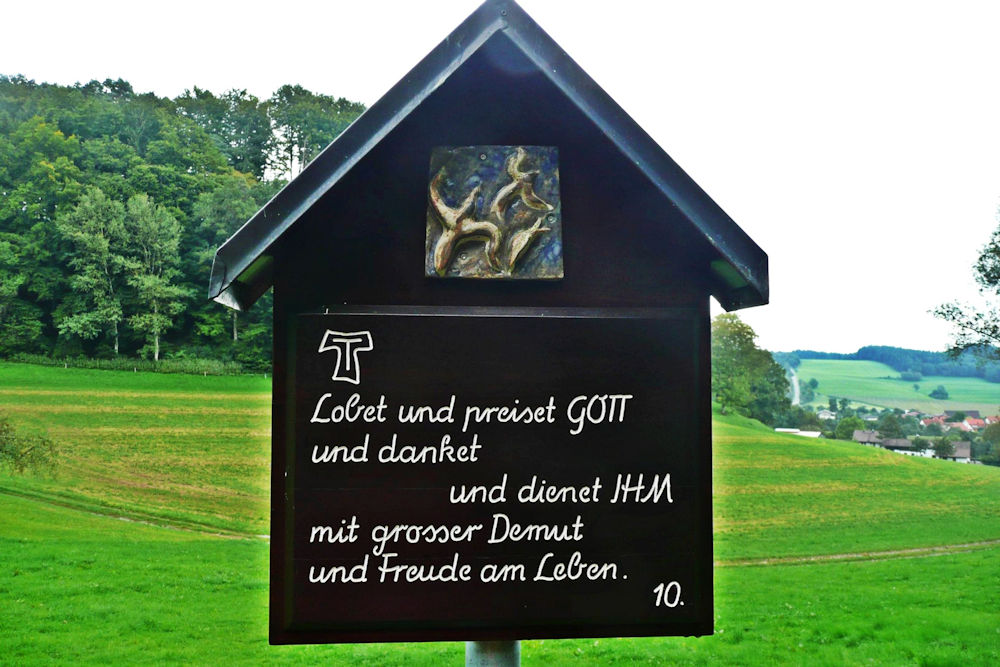 T
Lobet und preiset GOTT
und danket
und dienet IHM
mit grosser Demut
und Freude am Leben.
10.